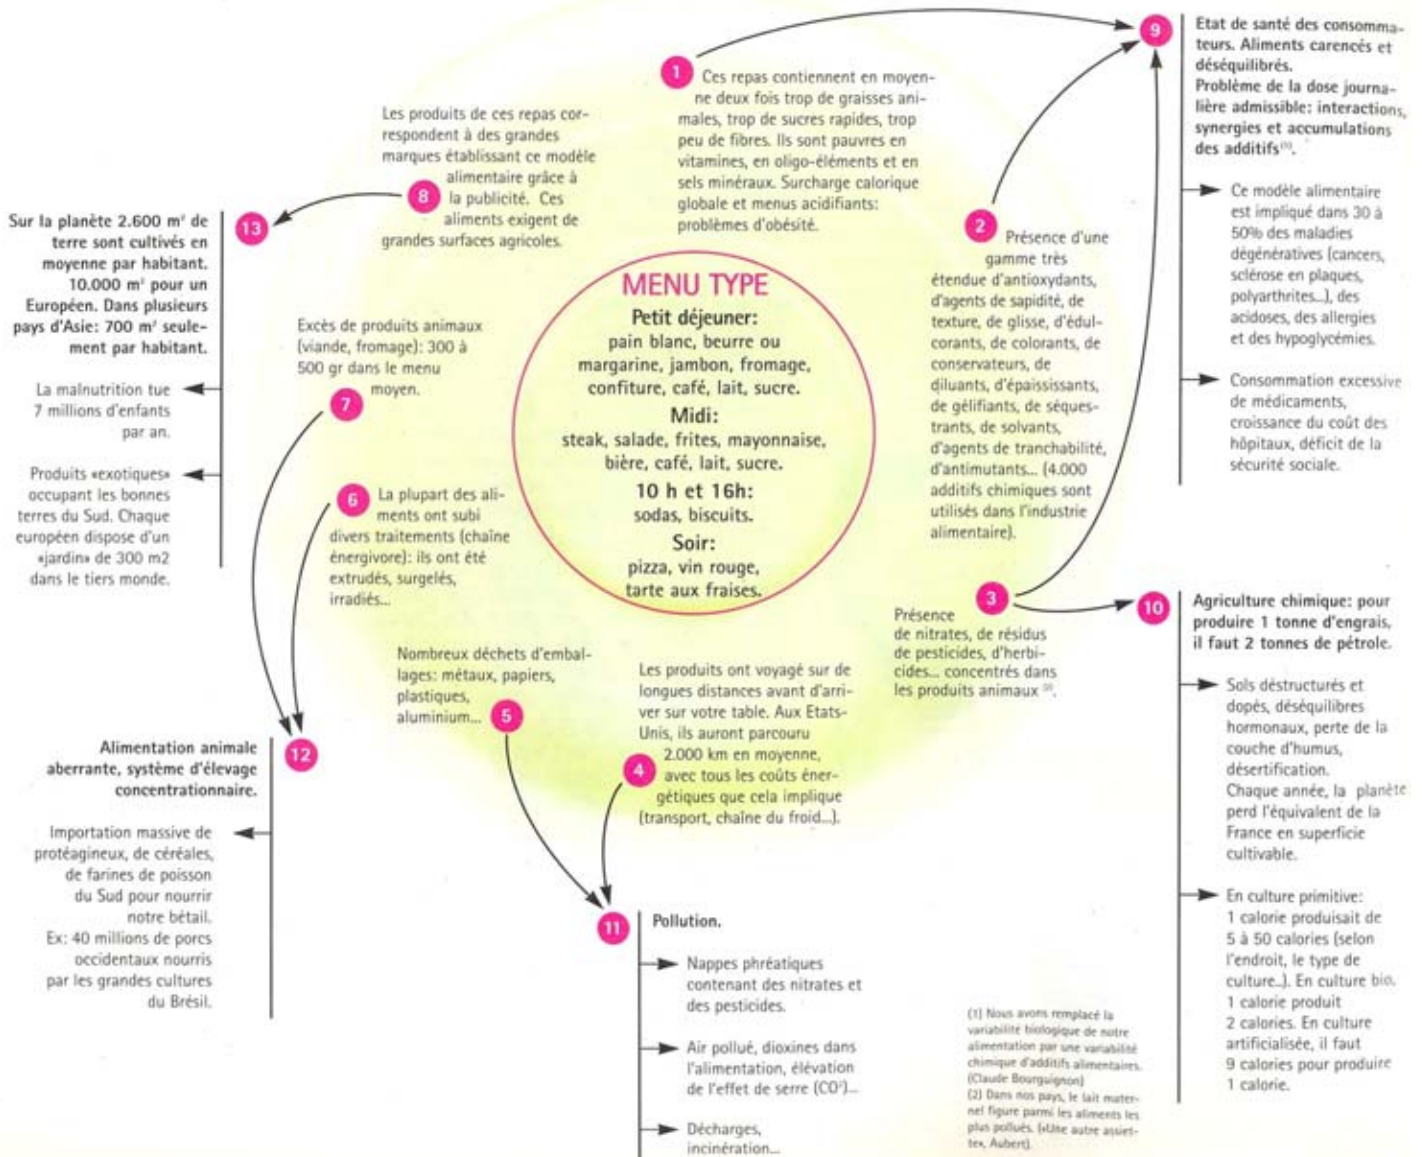 MENU TYPE
Petit déjeuner:
pain blanc, beurre ou
margarine, jambon, fromage,
confiture, café, lait, sucre.
Midi:
steak, salade, frites, mayonnaise,
bière, café, lait, sucre.
10 h et 16h:
sodas, biscuits.
Soir:
pizza, vin rouge,
tarte aux fraises.
1
Ces repas contiennent en moyen-
ne deux fois trop de graisses ani-
males, trop de sucres rapides, trop
peu de fibres. Ils sont pauvres en
vitamines, en oligo-éléments et en
sels minéraux. Surcharge calorique
globale et menus acidifiants:
problèmes d'obésité.
2
Présence d'une
gamme très
étendue d'antioxydants,
d'agents de sapidité, de
texture, de glisse, d'édul-
corants, de colorants, de
conservateurs, de
diluants, d'épaississants,
de gélifiants, de séques-
trants, de solvants,
d'agents de tranchabilité,
d'antimutants... (4.000
additifs chimiques sont
utilisés dans l'industrie
alimentaire).
3
Présence
de nitrates, de résidus
de pesticides, d'herbi-
cides... concentrés dans
les produits animaux (2).
4
Les produits ont voyagé sur de
longues distances avant d'arri-
ver sur votre table. Aux Etats-
Unis, ils auront parcouru
2.000 km en moyenne,
avec tous les coûts éner-
gétiques que cela implique
(transport, chaîne du froid...).
5
Nombreux déchets d'embal-
lages: métaux, papiers,
plastiques,
aluminium...
6
La plupart des ali-
ments ont subi
divers traitements (chaîne
énergivore): ils ont été
extrudés, surgelés,
irradiés...
7
Excès de produits animaux
(viande, fromage): 300 à
500 gr dans le menu
moyen.
8
Les produits de ces repas cor-
respondent à des grandes
marques établissant ce modèle
alimentaire grâce à
la publicité. Ces
aliments exigent de
grandes surfaces agricoles.
9
Etat de santé des consomma-
teurs. Aliments carencés et
déséquilibrés.
Problème de la dose journa-
lière admissible: interactions,
synergies et accumulations
des additifs(1).
Ce modèle alimentaire
est impliqué dans 30 à
50% des maladies
dégénératives (cancers,
sclérose en plaques,
polyarthrites...), des
acidoses, des allergies
et des hypoglycémies.
Consommation excessive
de médicaments,
croissance du coût des
hôpitaux, déficit de la
sécurité sociale.
10
Agriculture chimique: pour
produire 1 tonne d'engrais,
il faut 2 tonnes de pétrole.
Sols déstructurés et
dopés, déséquilibres
hormonaux, perte de la
couche d'humus,
désertification.
Chaque année, la planète
perd l'équivalent de la
France en superficie
cultivable.
En culture primitive:
1 calorie produisait de
5 à 50 calories (selon
l'endroit, le type de
culture..). En culture bio,
1 calorie produit
2 calories. En culture
artificialisée, il faut
9 calories pour produire
1 calorie.
11
Pollution.
Nappes phréatiques
contenant des nitrates et
des pesticides.
Air pollué, dioxines dans
l'alimentation, élévation
de l'effet de serre (CO²)...
Décharges,
incinération...
12
Alimentation animale
aberrante, système d'élevage
concentrationnaire.
Importation massive de
protéagineux, de céréales,
de farines de poisson
du Sud pour nourrir
notre bétail.
Ex: 40 millions de porcs
occidentaux nourris
par les grandes cultures
du Brésil.
13
Sur la planète 2.600 m² de
terre sont cultivés en
moyenne par habitant.
10.000 m² pour un
Européen. Dans plusieurs
pays d'Asie: 700 m² seule-
ment par habitant.
La malnutrition tue
7 millions d'enfants
par an.
Produits «exotiques»
occupant les bonnes
terres du Sud. Chaque
européen dispose d'un
«jardin» de 300 m2
dans le tiers monde.
(1) Nous avons remplacé la
variabilité biologique de notre
alimentation par une variabilité
chimique d'additifs alimentaires.
(Claude Bourguignon)
(2) Dans nos pays, le lait mater-
nel figure parmi les aliments les
plus pollués. («Une autre assiet-
te», Aubert).